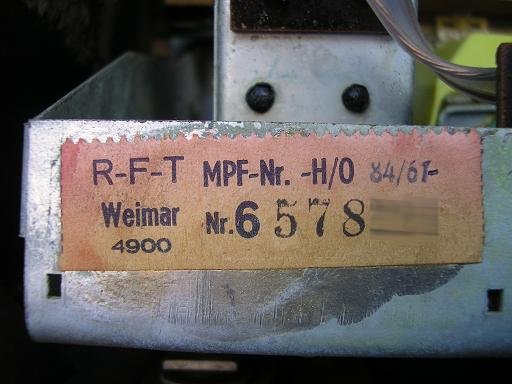 R-F-T MPF-Nr. -H/0 84/61-
Weimar Nr. 6578
4900